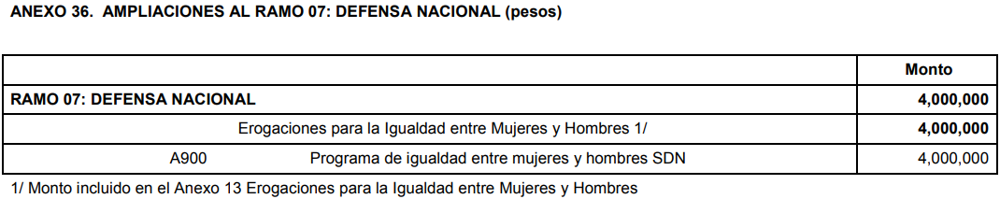 ANEXO 36. AMPLIACIONES AL RAMO 07: DEFENSA NACIONAL (pesos)
Monto
RAMO 07: DEFENSA NACIONAL 4,000,000
Erogaciones para la Igualdad entre Mujeres y Hombres 1/ 4,000,000
A900 Programa de igualdad entre mujeres y hombres SDN 4,000,000
1/ Monto incluido en el Anexo 13 Erogaciones para la Igualdad entre Mujeres y Hombres